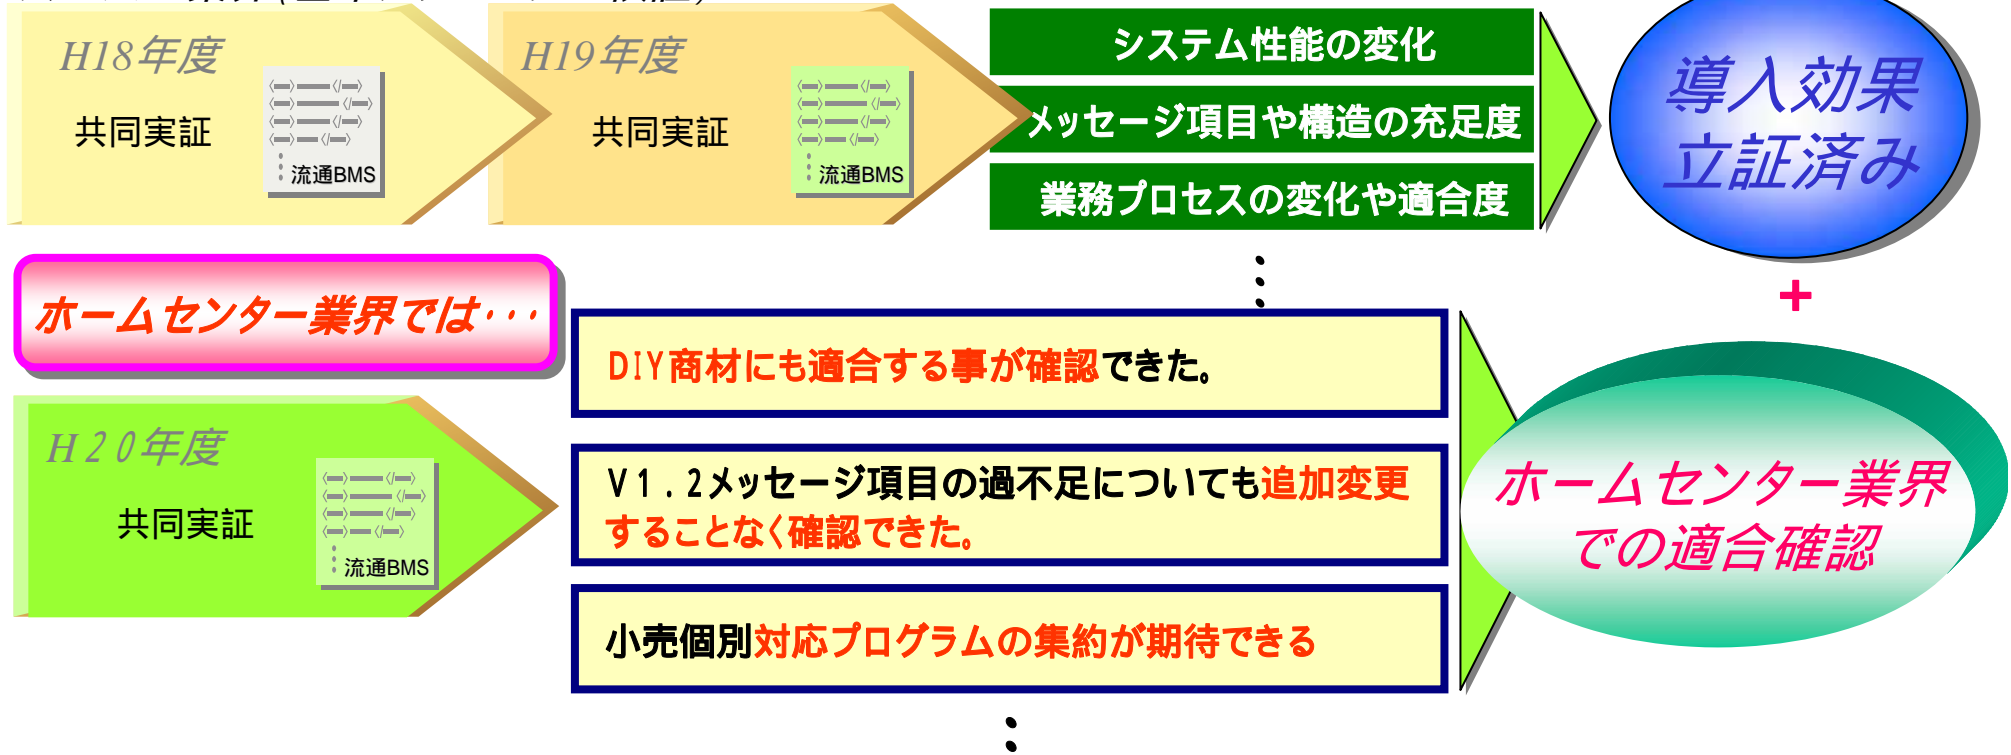 H18年度
共同実証
流通BMS
H19年度
共同実証
流通BMS
システム性能の変化
メッセージ項目や構造の充足度
業務プロセスの変化や適合度
導入効果
立証済み
+
ホームセンター業界では・・・
H20年度
共同実証
流通BMS
DIY商材にも適合する事が確認できた。
V1.2メッセージ項目の過不足についても追加変更
することなく確認できた。
小売個別対応プログラムの集約が期待できる
ホームセンター業界
での適合確認